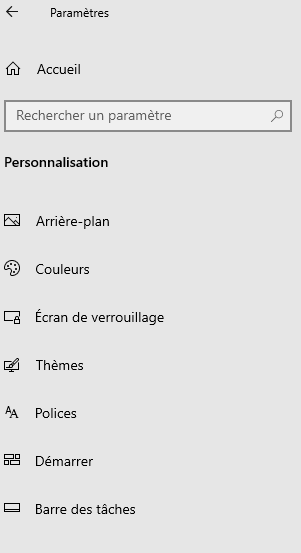 Paramètres
Accueil
Rechercher un paramètre
Personnalisation
Arrière-plan
Couleurs
Écran de verrouillage
Thèmes
Polices
Démarrer
Barre des tâches